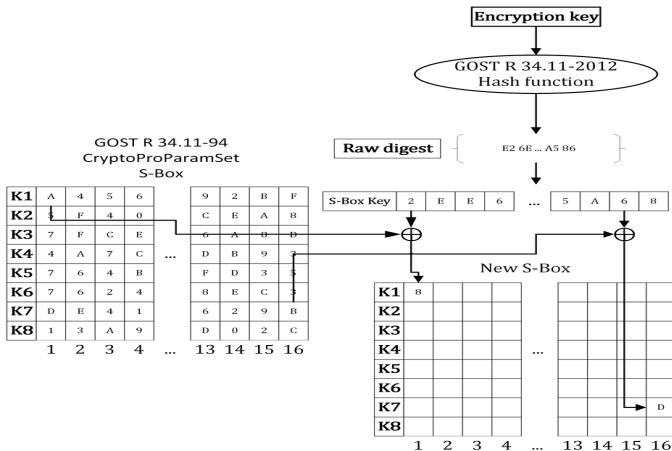 Encryption key
GOST R 34.11-2012
Hash function
Raw digest E2 6E ... A5 86
GOST R 34.11-94
CryptoProParamSet
S-Box
S-Box Key 2 E E 6 ... 5 A 6 8
K1 A 4 5 6 9 2 B F
K2 5 F 4 0 C E A 8
K3 7 F C E 6 A 8 D
K4 4 A 7 C ... D B 9 3
K5 7 6 4 B F D 3 5
K6 7 6 2 4 8 E C 3
K7 D E 4 1 6 2 9 B
K8 1 3 A 9 D 0 2 C
1 2 3 4 ... 13 14 15 16
New S-Box
K1 8
K2
K3
K4 ...
K5
K6
K7 D
K8
1 2 3 4 ... 13 14 15 16